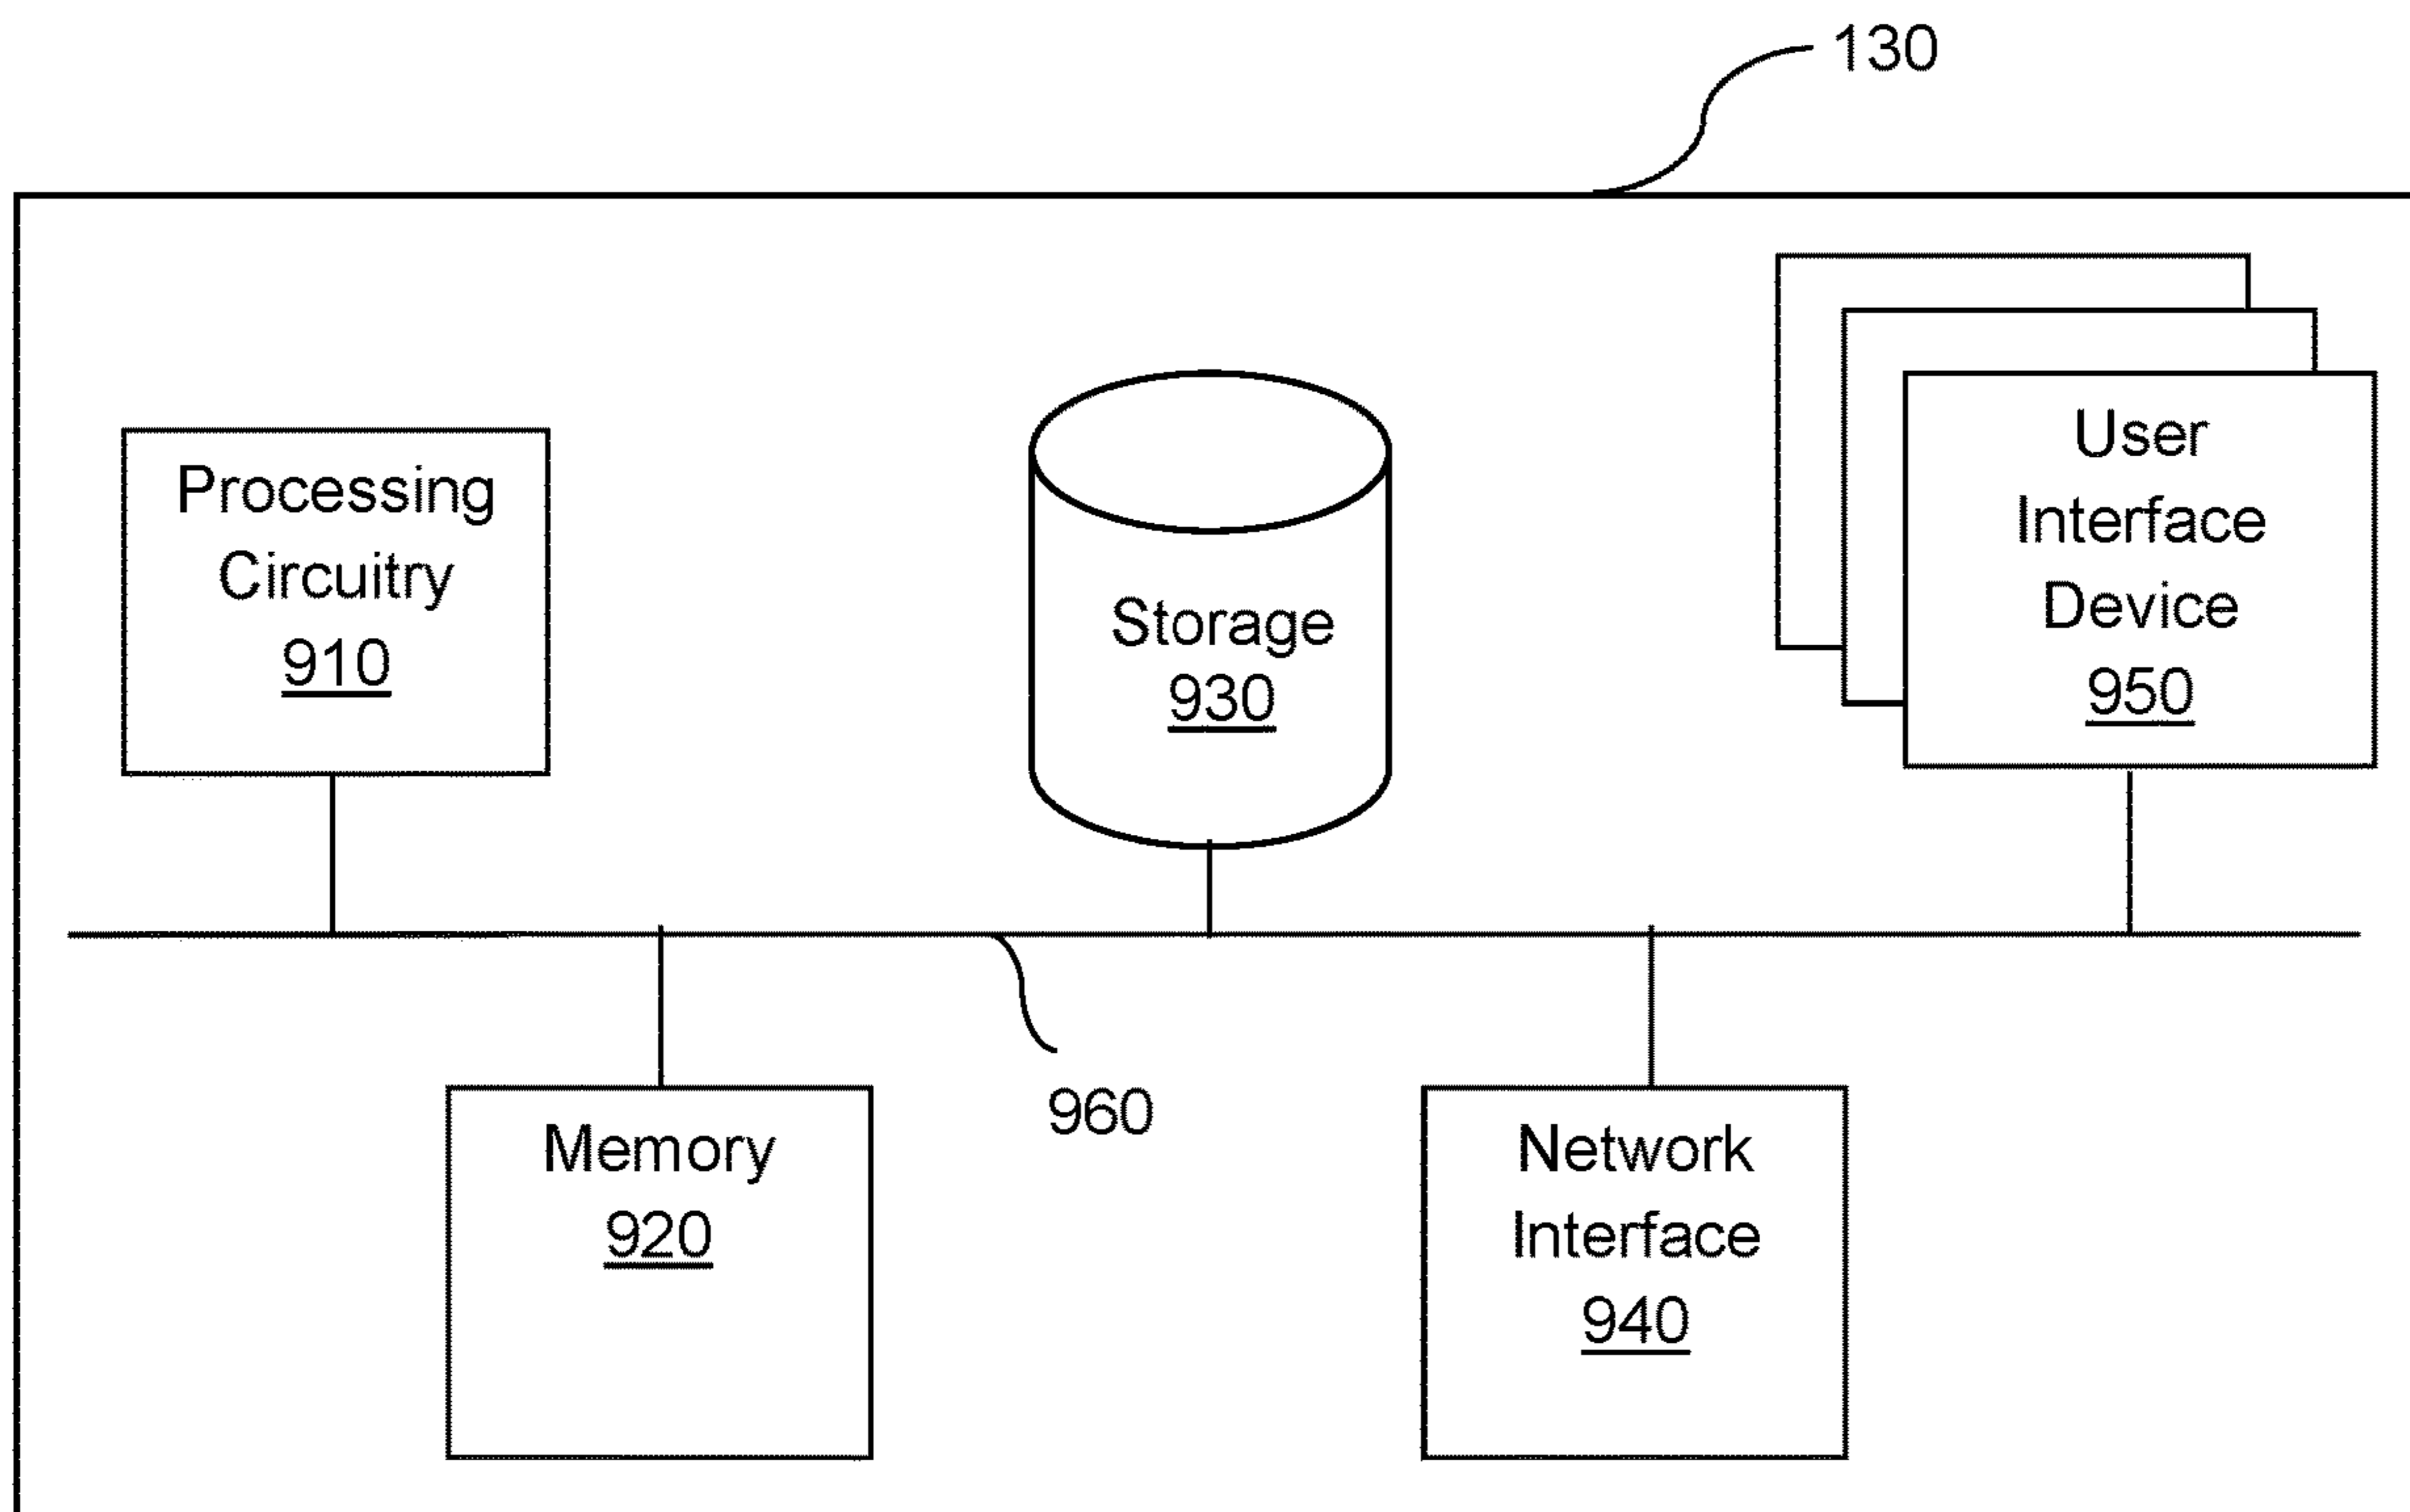 130
Processing
Circuitry
910
Storage
930
User
Interface
Device
950
960
Memory
920
Network
Interface
940